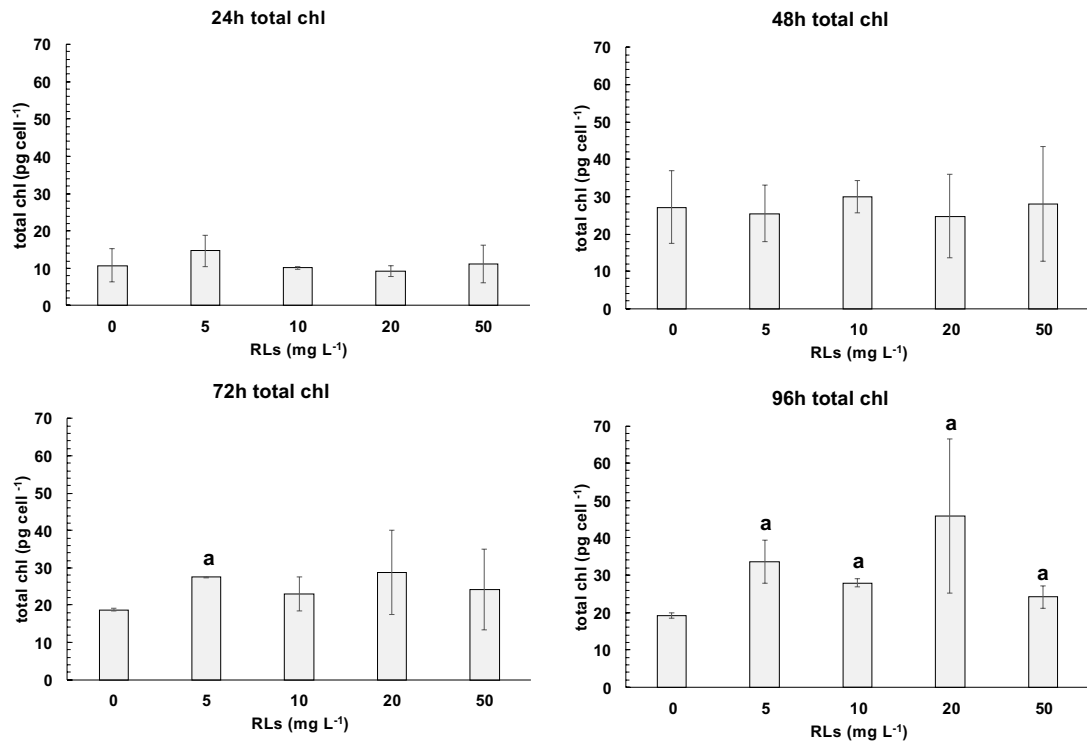 24h total chl
total chl (pg cell -1)
70
60
50
40
30
20
10
0
0 5 10 20 50
RLs (mg L-1)
48h total chl
total chl (pg cell -1)
70
60
50
40
30
20
10
0
0 5 10 20 50
RLs (mg L-1)
72h total chl
total chl (pg cell -1)
70
60
50
40
30
20
10
0
a
0 5 10 20 50
RLs (mg L-1)
96h total chl
total chl (pg cell -1)
70
60
50
40
30
20
10
0
a a a a
0 5 10 20 50
RLs (mg L-1)